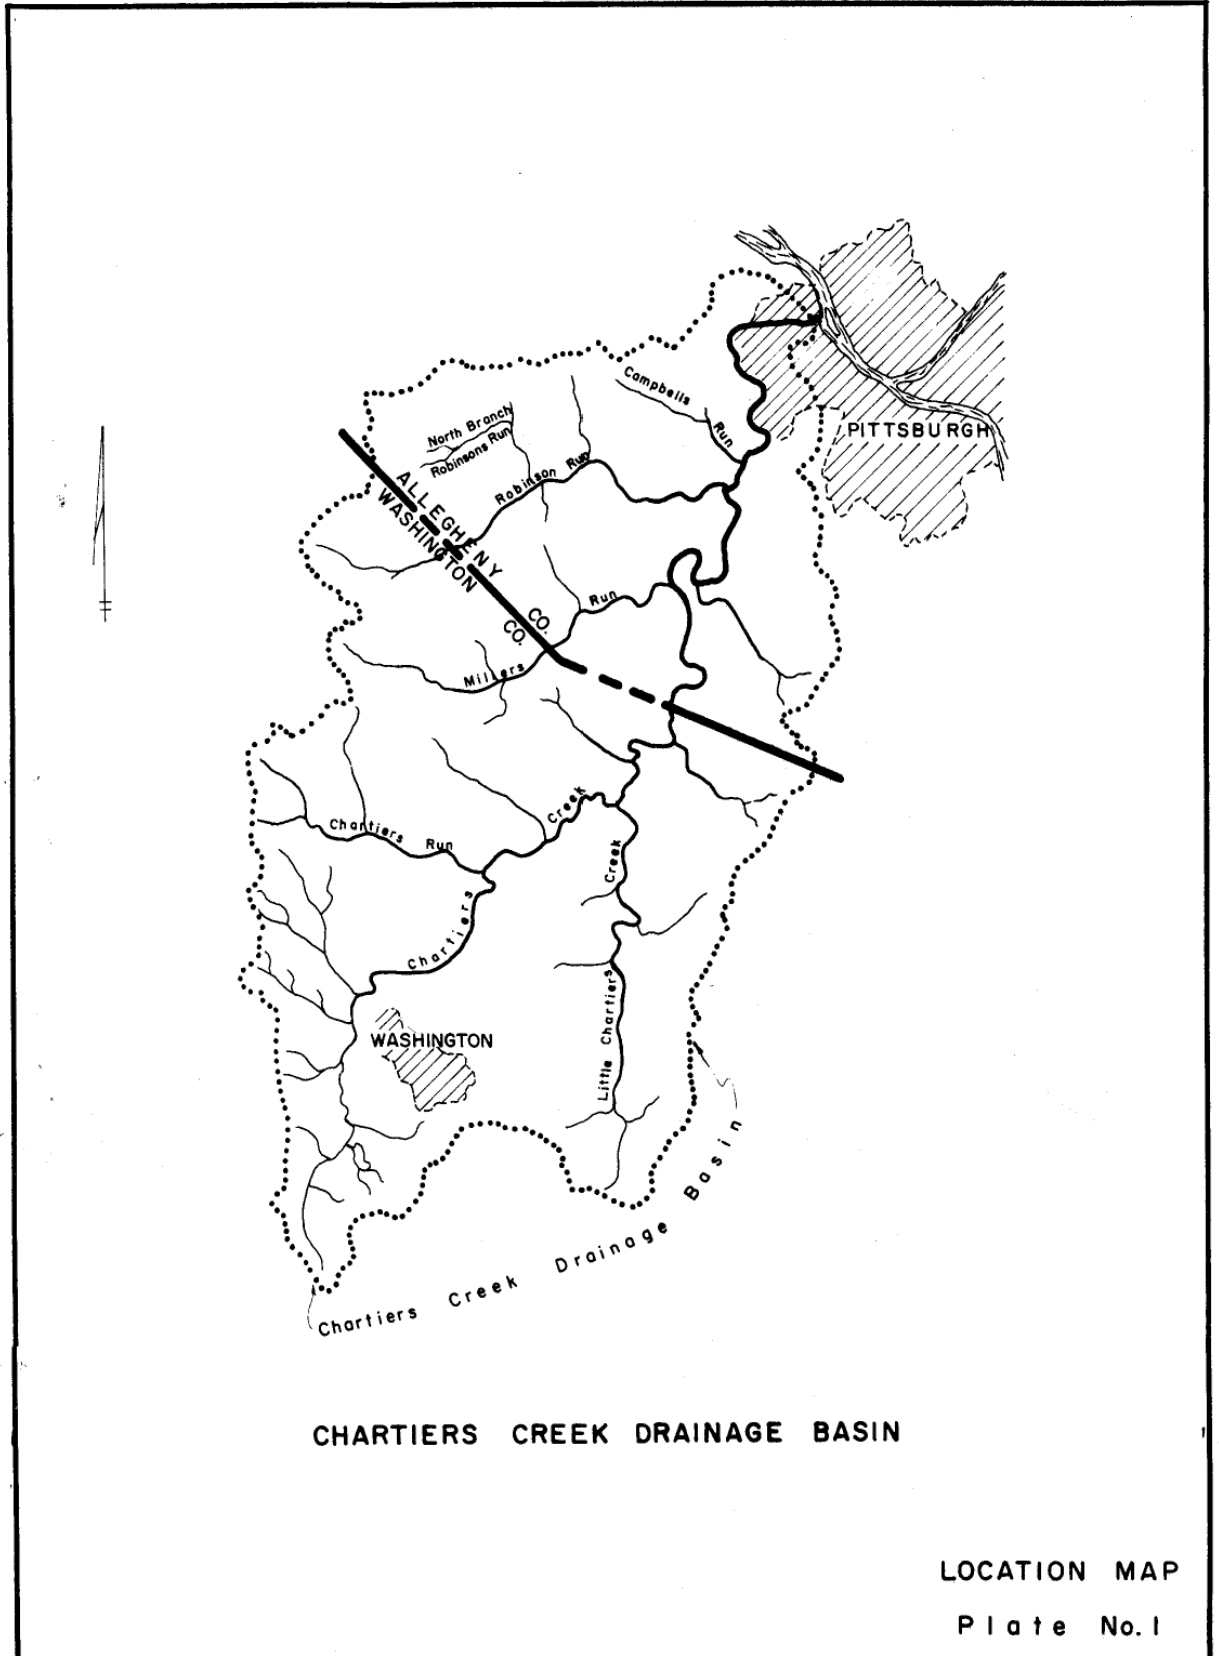 PITTSBURGH
Campbells
Run
North Branch
Robinsons Run
Robinson Run
ALLEGHENY CO.
WASHINGTON CO.
Millers Run
Chartiers Run
Chartiers Creek
Little Chartiers Creek
WASHINGTON
Chartiers Creek Drainage Basin
CHARTIERS CREEK DRAINAGE BASIN
LOCATION MAP
Plate No. 1